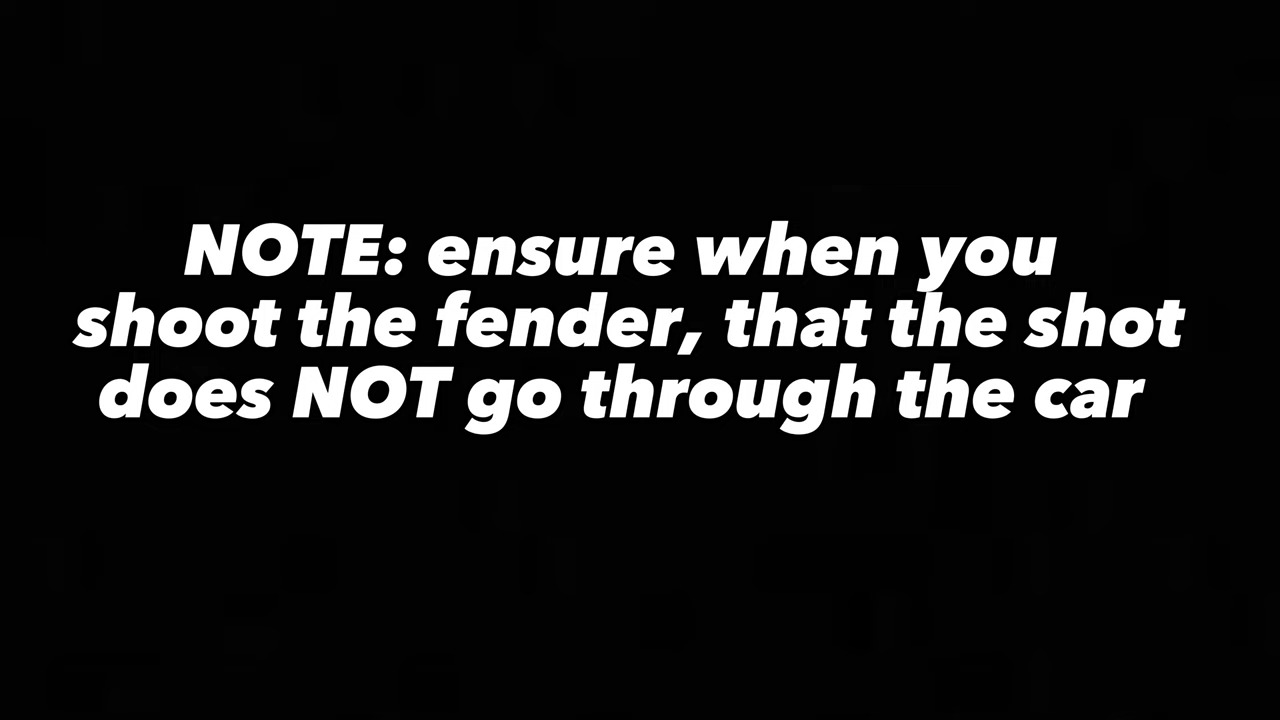 NOTE: ensure when you
shoot the fender, that the shot
does NOT go through the car